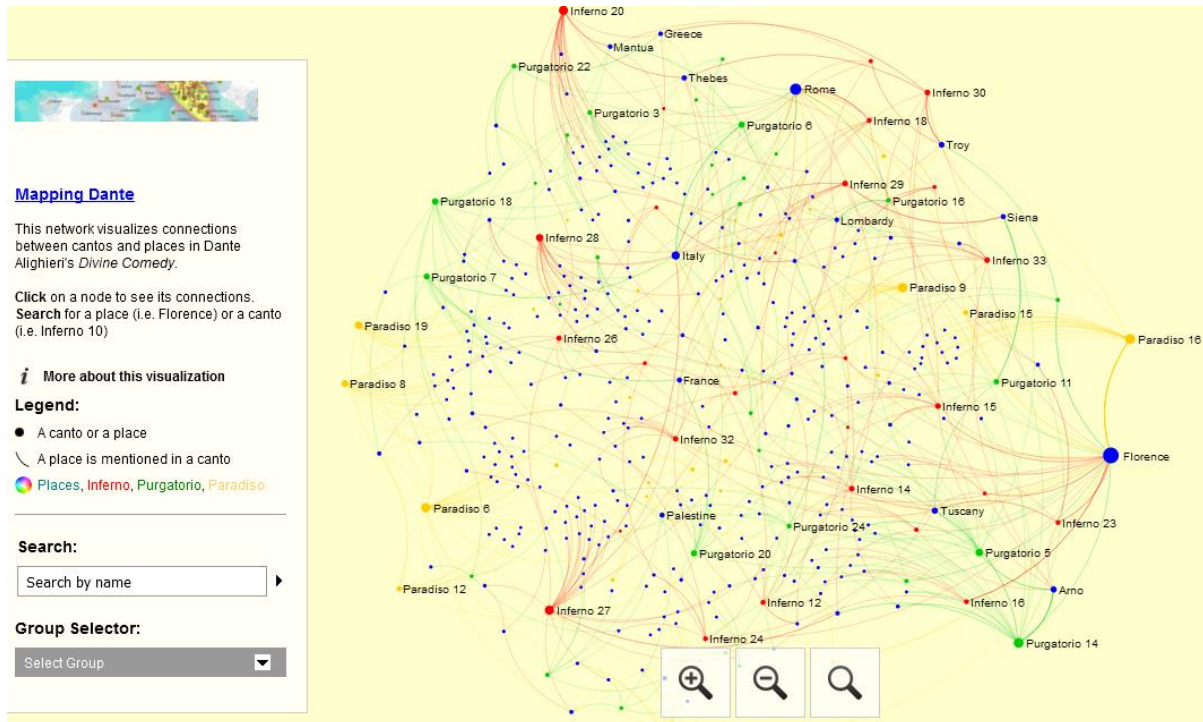 Mapping Dante
This network visualizes connections
between cantos and places in Dante
Alighieri's Divine Comedy.
Click on a node to see its connections.
Search for a place (i.e. Florence) or a canto
(i.e. Inferno 10)
i More about this visualization
Legend:
A canto or a place
A place is mentioned in a canto
Places, Inferno, Purgatorio, Paradiso
Search:
Search by name
Group Selector:
Select Group
Inferno 20
Greece
Mantua
Purgatorio 22
Thebes
Rome
Inferno 30
Purgatorio 3
Purgatorio 6
Inferno 18
Troy
Inferno 29
Purgatorio 18
Purgatorio 16
Lombardy
Siena
Inferno 28
Italy
Inferno 33
Purgatorio 7
Paradiso 9
Paradiso 15
Paradiso 19
Inferno 26
Paradiso 16
Paradiso 8
France
Purgatorio 11
Inferno 15
Inferno 32
Florence
Inferno 14
Paradiso 6
Palestine
Tuscany
Purgatorio 24
Inferno 23
Purgatorio 20
Purgatorio 5
Paradiso 12
Arno
Inferno 27
Inferno 12
Inferno 16
Inferno 24
Purgatorio 14